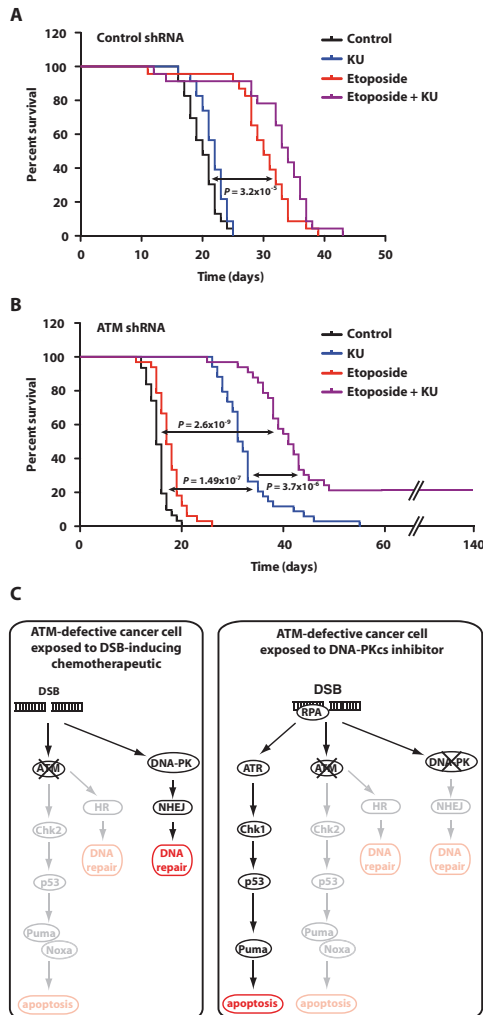 A
Control shRNA
120
100
80
60
40
20
0
Percent survival
Control
KU
Etoposide
Etoposide + KU
P = 3.2x10-5
0 10 20 30 40 50
Time (days)
B
ATM shRNA
120
100
80
60
40
20
0
Percent survival
Control
KU
Etoposide
Etoposide + KU
P = 2.6x10-9
P = 1.49x10-7
P = 3.7x10-6
0 20 40 60 140
Time (days)
C
ATM-defective cancer cell
exposed to DSB-inducing
chemotherapeutic
DSB
ATM
DNA-PK
HR
NHEJ
Chk2
DNA
repair
DNA
repair
p53
Puma
Noxa
apoptosis
ATM-defective cancer cell
exposed to DNA-PKcs inhibitor
DSB
RPA
ATR
ATM
DNA-PK
HR
NHEJ
Chk1
Chk2
DNA
repair
DNA
repair
p53
p53
Puma
Puma
Noxa
apoptosis
apoptosis